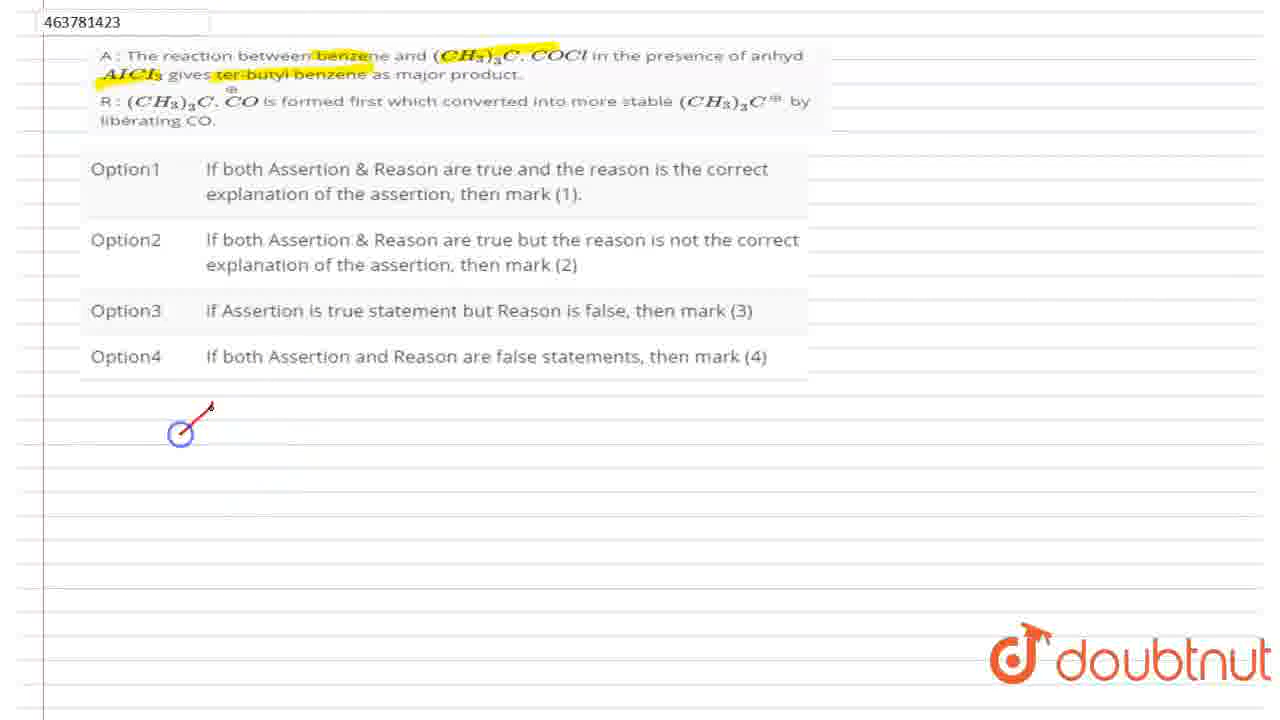 463781423
A : The reaction between benzene and (CH₃)₃C . COCl in the presence of anhyd
AlCl₃ gives ter-butyl benzene as major product.
R : (CH₃)₃C . C⊕O is formed first which converted into more stable (CH₃)₃C⊕ by
liberating CO.
Option1 If both Assertion & Reason are true and the reason is the correct
explanation of the assertion, then mark (1).
Option2 If both Assertion & Reason are true but the reason is not the correct
explanation of the assertion, then mark (2)
Option3 If Assertion is true statement but Reason is false, then mark (3)
Option4 If both Assertion and Reason are false statements, then mark (4)
doubtnut